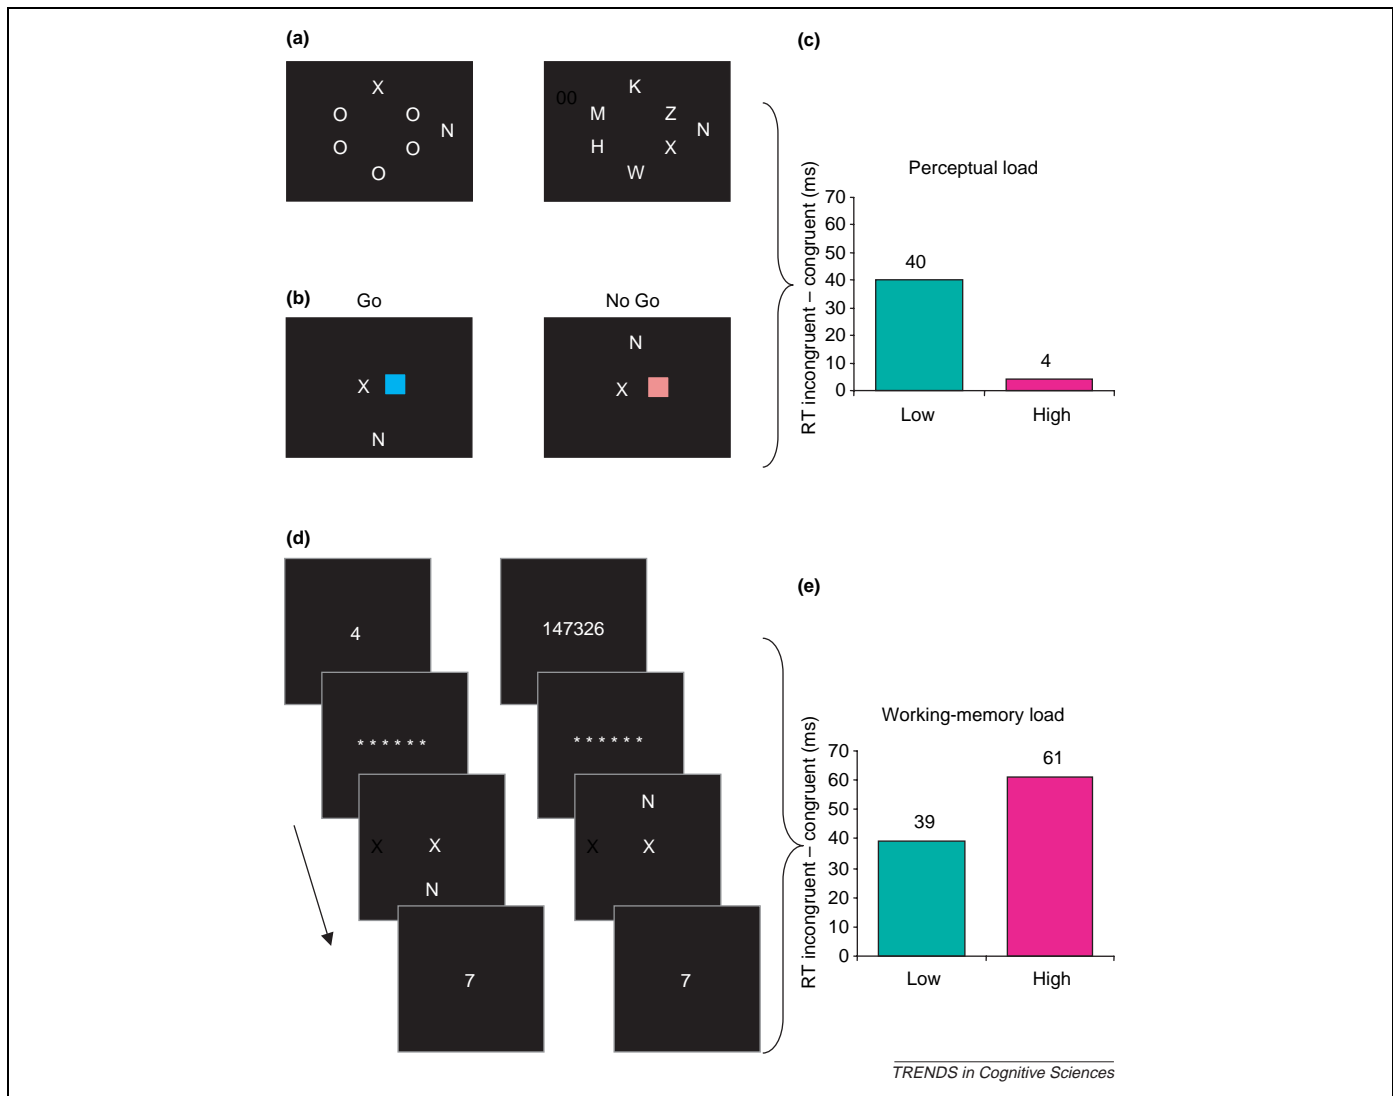 (a)
X
O O
N
O O
O
K
00
M Z
N
H X
W
(b)
Go
X
N
No Go
N
X
(c)
Perceptual load
RT incongruent – congruent (ms)
70
60
50
40
30
20
10
0
40
4
Low High
(d)
4
* * * * * *
X X
N
7
147326
* * * * * *
N
X X
7
(e)
Working-memory load
RT incongruent – congruent (ms)
70
60
50
40
30
20
10
0
39
61
Low High
TRENDS in Cognitive Sciences